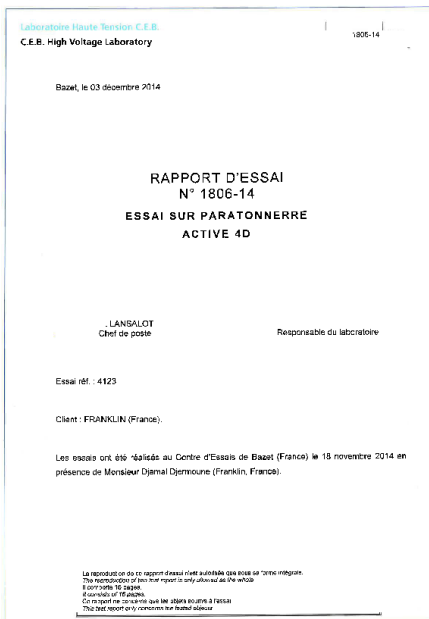 Laboratoire Haute Tension C.E.B.
C.E.B. High Voltage Laboratory
1806-14
Bazet, le 03 décembre 2014
RAPPORT D'ESSAI
N° 1806-14
ESSAI SUR PARATONNERRE
ACTIVE 4D
. LANSALOT
Chef de poste
Responsable du laboratoire
Essai réf. : 4123
Client : FRANKLIN (France).
Les essais ont été réalisés au Centre d'Essais de Bazet (France) le 18 novembre 2014 en
présence de Monsieur Djamal Djermoune (Franklin, France).
La reproduction de ce rapport d'essai n'est autorisée que sous sa forme intégrale.
The reproduction of this test report is only allowed as the whole
Il comporte 16 pages.
It consists of 16 pages.
Ce rapport ne concerne que les objets soumis à l'essai
This test report only concerns the tested objects